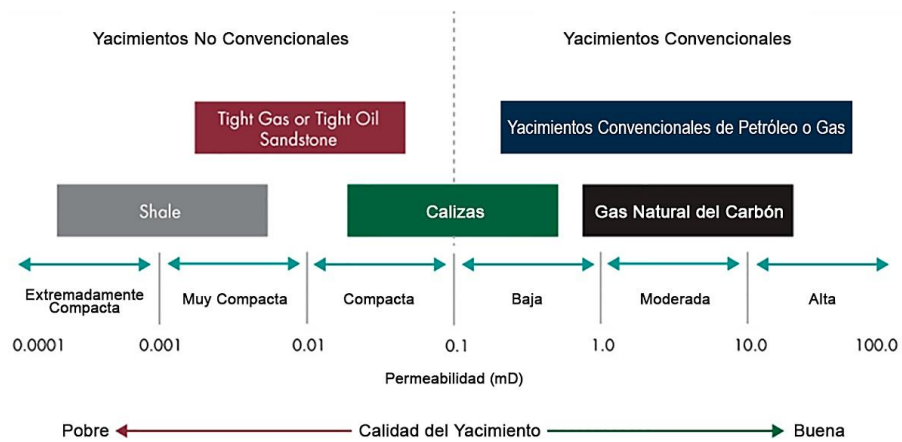 Yacimientos No Convencionales
Yacimientos Convencionales
Tight Gas or Tight Oil
Sandstone
Yacimientos Convencionales de Petróleo o Gas
Shale
Calizas
Gas Natural del Carbón
Extremadamente
Compacta
Muy Compacta
Compacta
Baja
Moderada
Alta
0.0001
0.001
0.01
0.1
1.0
10.0
100.0
Permeabilidad (mD)
Pobre
Calidad del Yacimiento
Buena